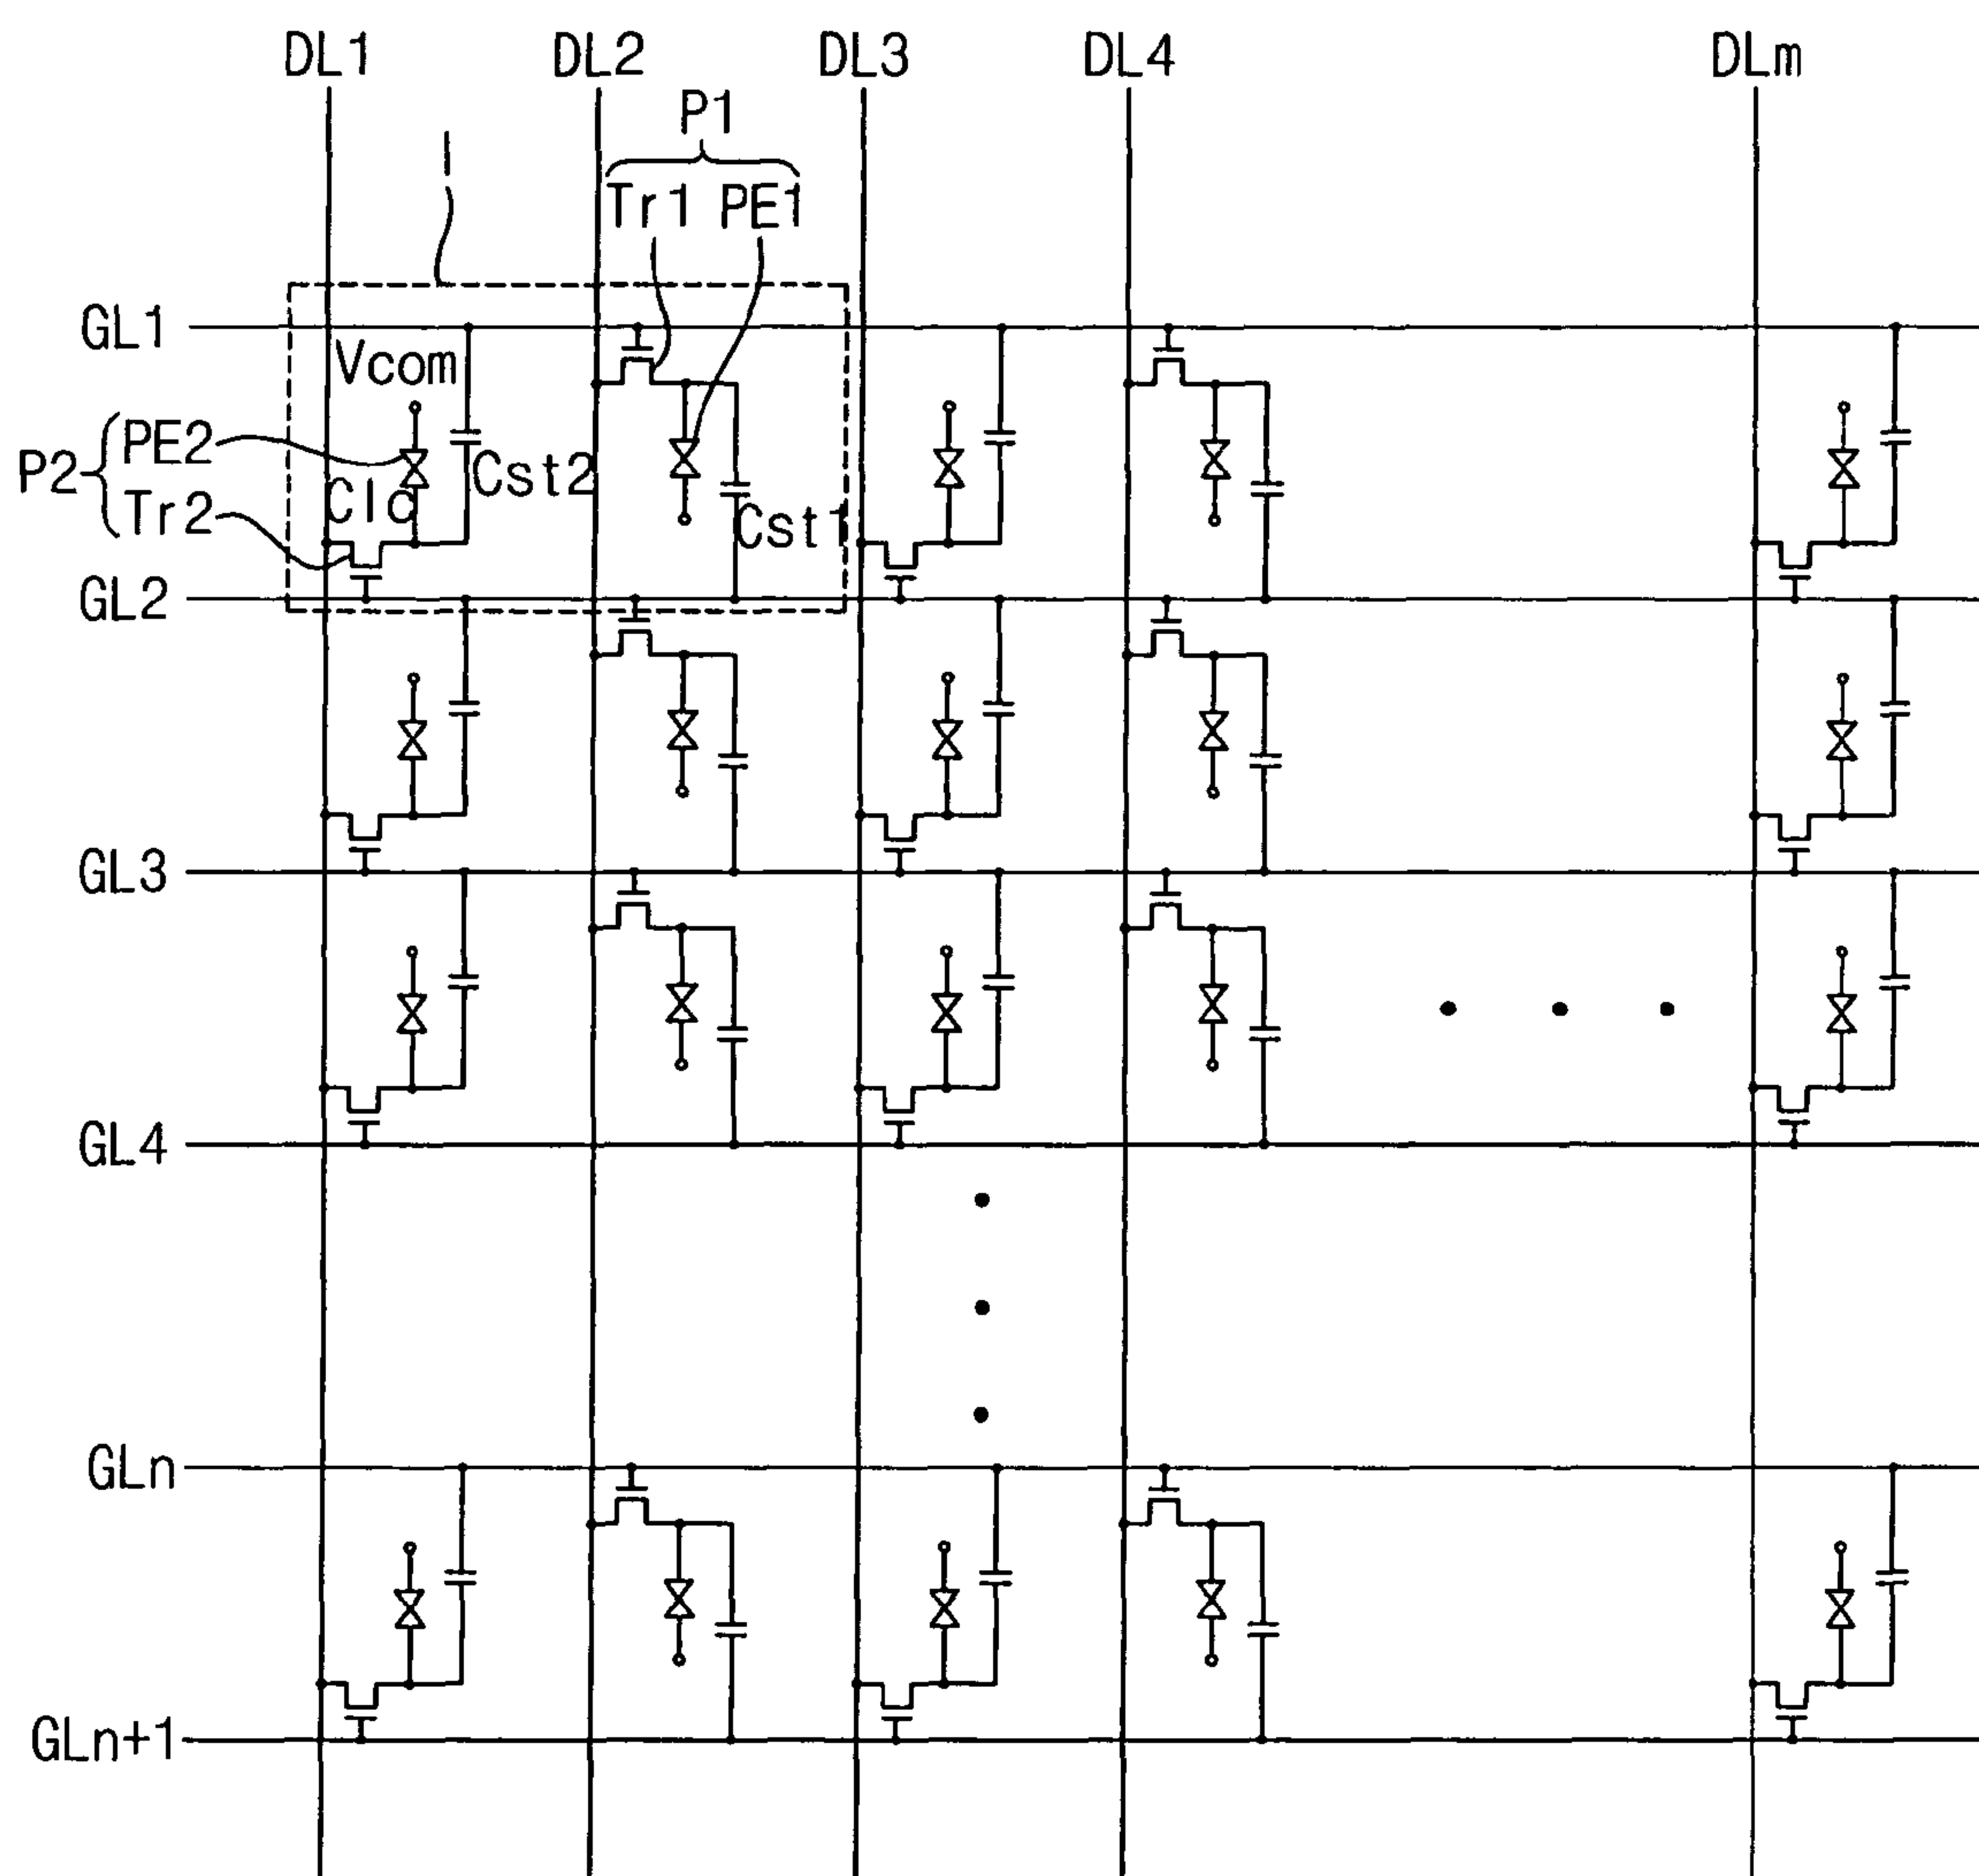 DL1 DL2 DL3 DL4 DLm
P1
I
Tr1 PE1
GL1
Vcom
P2 PE2
Clc Cst2
Tr2
Cst1
GL2
GL3
GL4
GLn
GLn+1